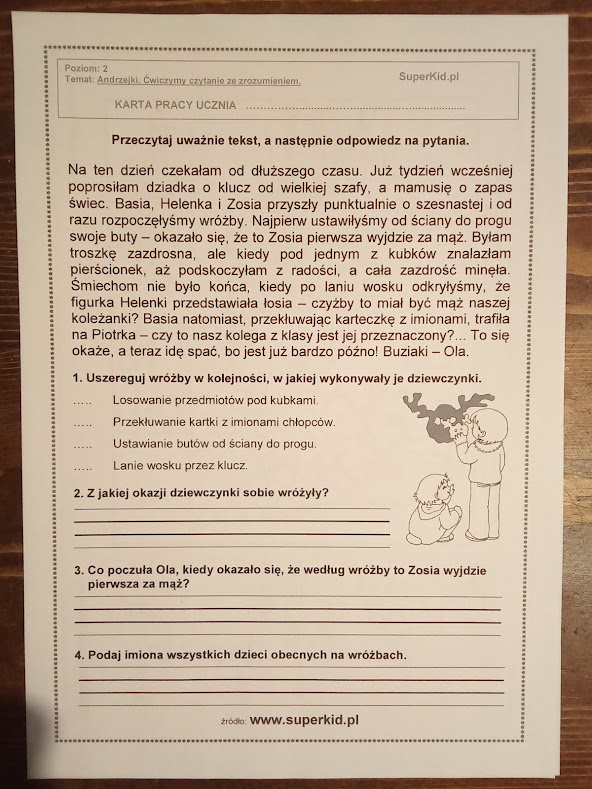 Poziom: 2
Temat: Andrzejki. Ćwiczymy czytanie ze zrozumieniem.
SuperKid.pl
KARTA PRACY UCZNIA ................................................................
Przeczytaj uważnie tekst, a następnie odpowiedz na pytania.
Na ten dzień czekałam od dłuższego czasu. Już tydzień wcześniej
poprosiłam dziadka o klucz od wielkiej szafy, a mamusię o zapas
świec. Basia, Helenka i Zosia przyszły punktualnie o szesnastej i od
razu rozpoczęłyśmy wróżby. Najpierw ustawiłyśmy od ściany do progu
swoje buty – okazało się, że to Zosia pierwsza wyjdzie za mąż. Byłam
troszkę zazdrosna, ale kiedy pod jednym z kubków znalazłam
pierścionek, aż podskoczyłam z radości, a cała zazdrość minęła.
Śmiechom nie było końca, kiedy po laniu wosku odkryłyśmy, że
figurka Helenki przedstawiała łosia – czyżby to miał być mąż naszej
koleżanki? Basia natomiast, przekłuwając karteczkę z imionami, trafiła
na Piotrka – czy to nasz kolega z klasy jest jej przeznaczony?... To się
okaże, a teraz idę spać, bo jest już bardzo późno! Buziaki – Ola.
1. Uszereguj wróżby w kolejności, w jakiej wykonywały je dziewczynki.
..... Losowanie przedmiotów pod kubkami.
..... Przekłuwanie kartki z imionami chłopców.
..... Ustawianie butów od ściany do progu.
..... Lanie wosku przez klucz.
2. Z jakiej okazji dziewczynki sobie wróżyły?
3. Co poczuła Ola, kiedy okazało się, że według wróżby to Zosia wyjdzie
pierwsza za mąż?
4. Podaj imiona wszystkich dzieci obecnych na wróżbach.
źródło: www.superkid.pl